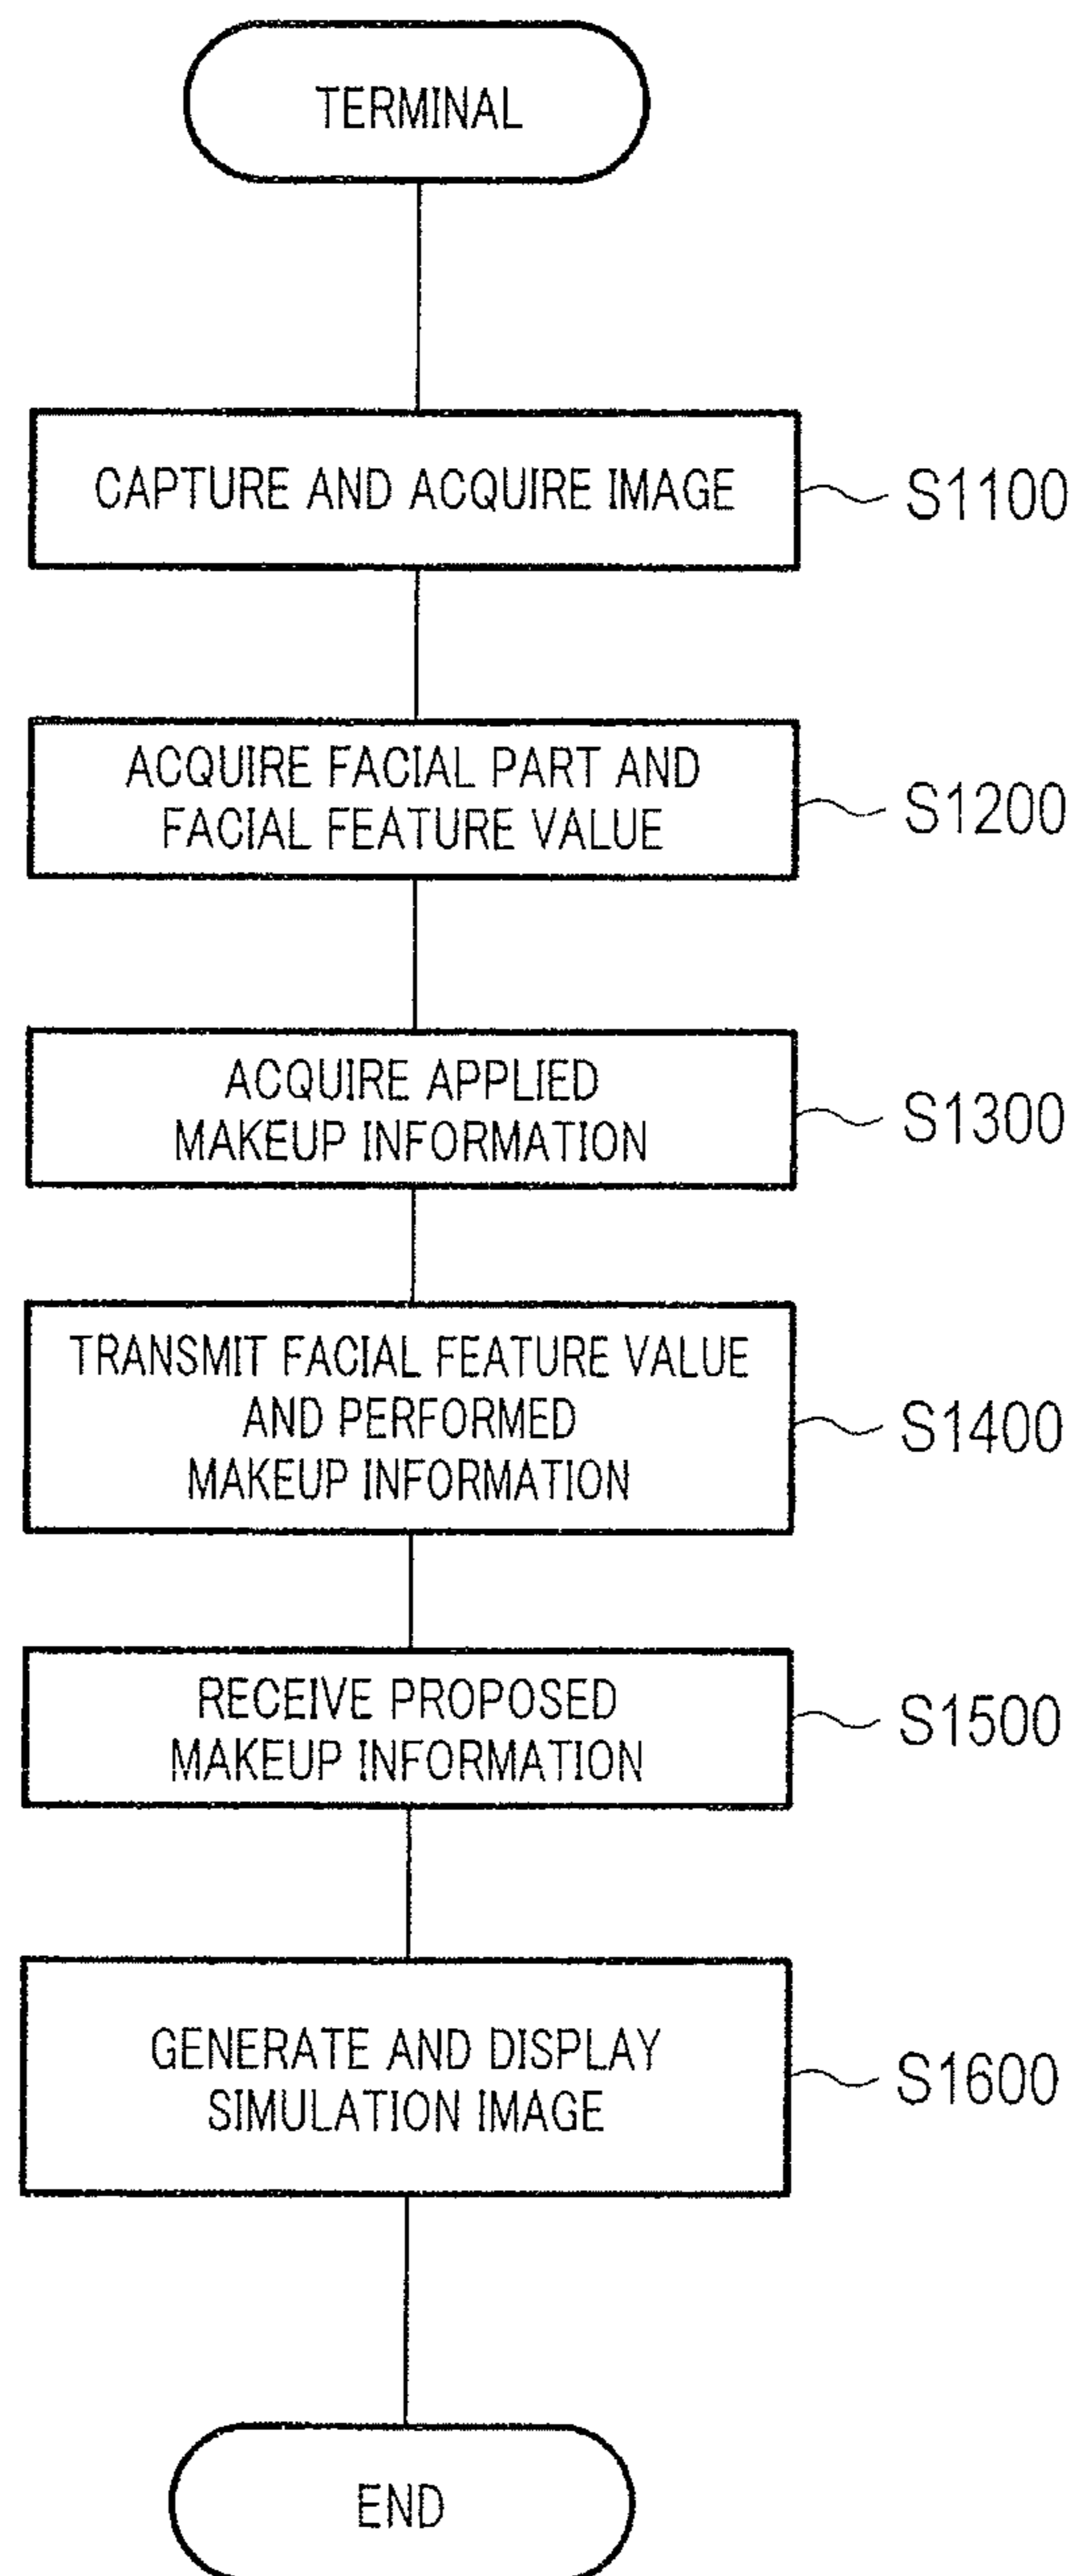 TERMINAL
CAPTURE AND ACQUIRE IMAGE
S1100
ACQUIRE FACIAL PART AND
FACIAL FEATURE VALUE
S1200
ACQUIRE APPLIED
MAKEUP INFORMATION
S1300
TRANSMIT FACIAL FEATURE VALUE
AND PERFORMED
MAKEUP INFORMATION
S1400
RECEIVE PROPOSED
MAKEUP INFORMATION
S1500
GENERATE AND DISPLAY
SIMULATION IMAGE
S1600
END